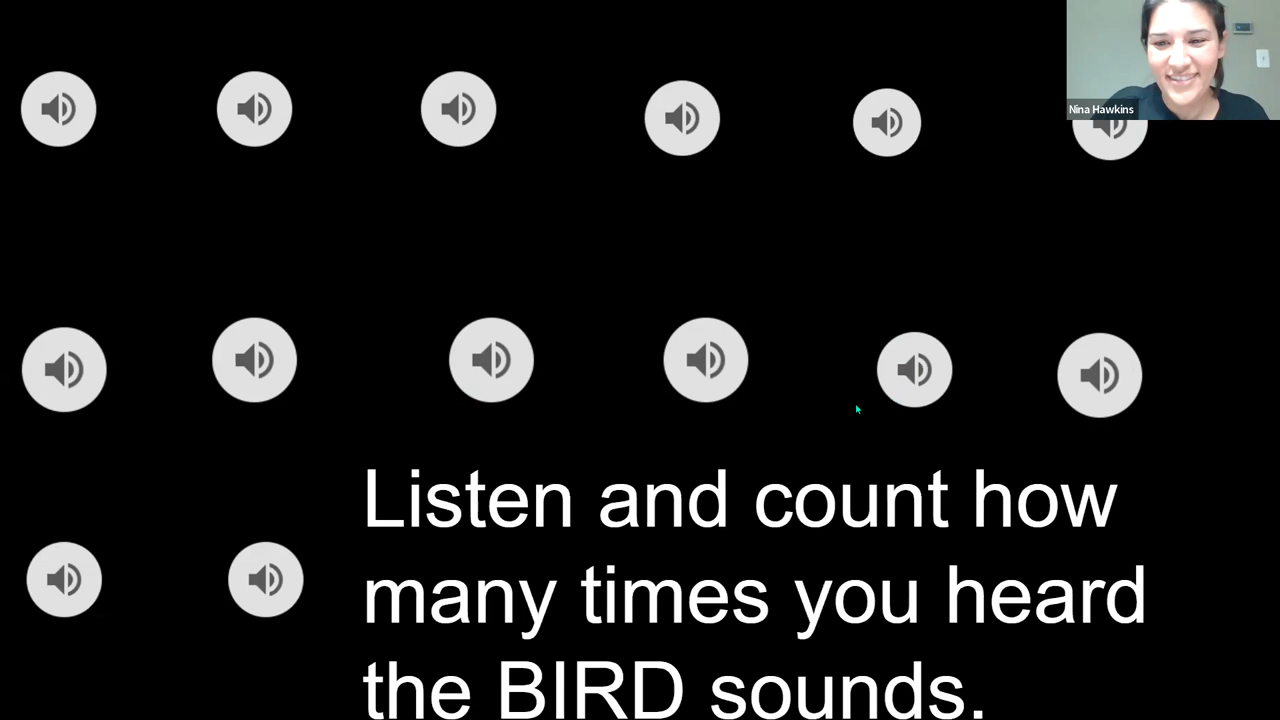 Nina Hawkins
Listen and count how
many times you heard
the BIRD sounds.